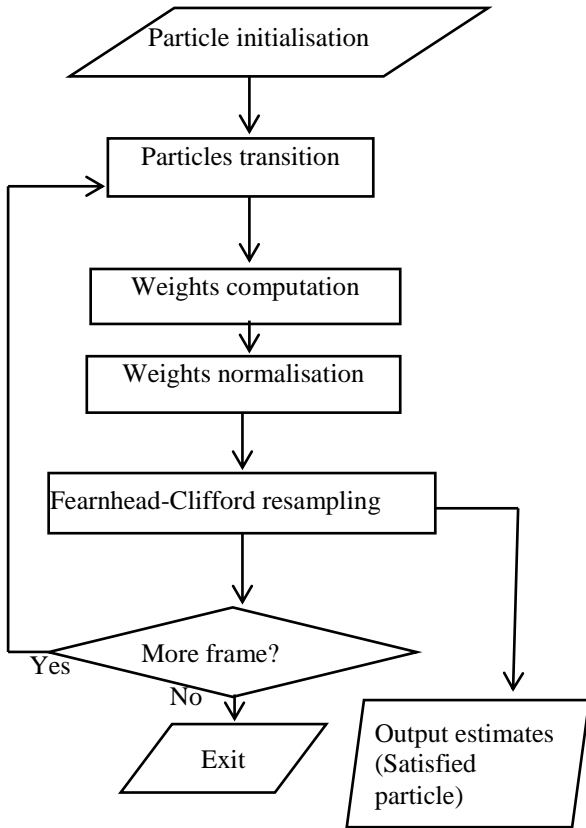 Particle initialisation
Particles transition
Weights computation
Weights normalisation
Fearnhead-Clifford resampling
More frame?
Yes
No
Exit
Output estimates
(Satisfied
particle)